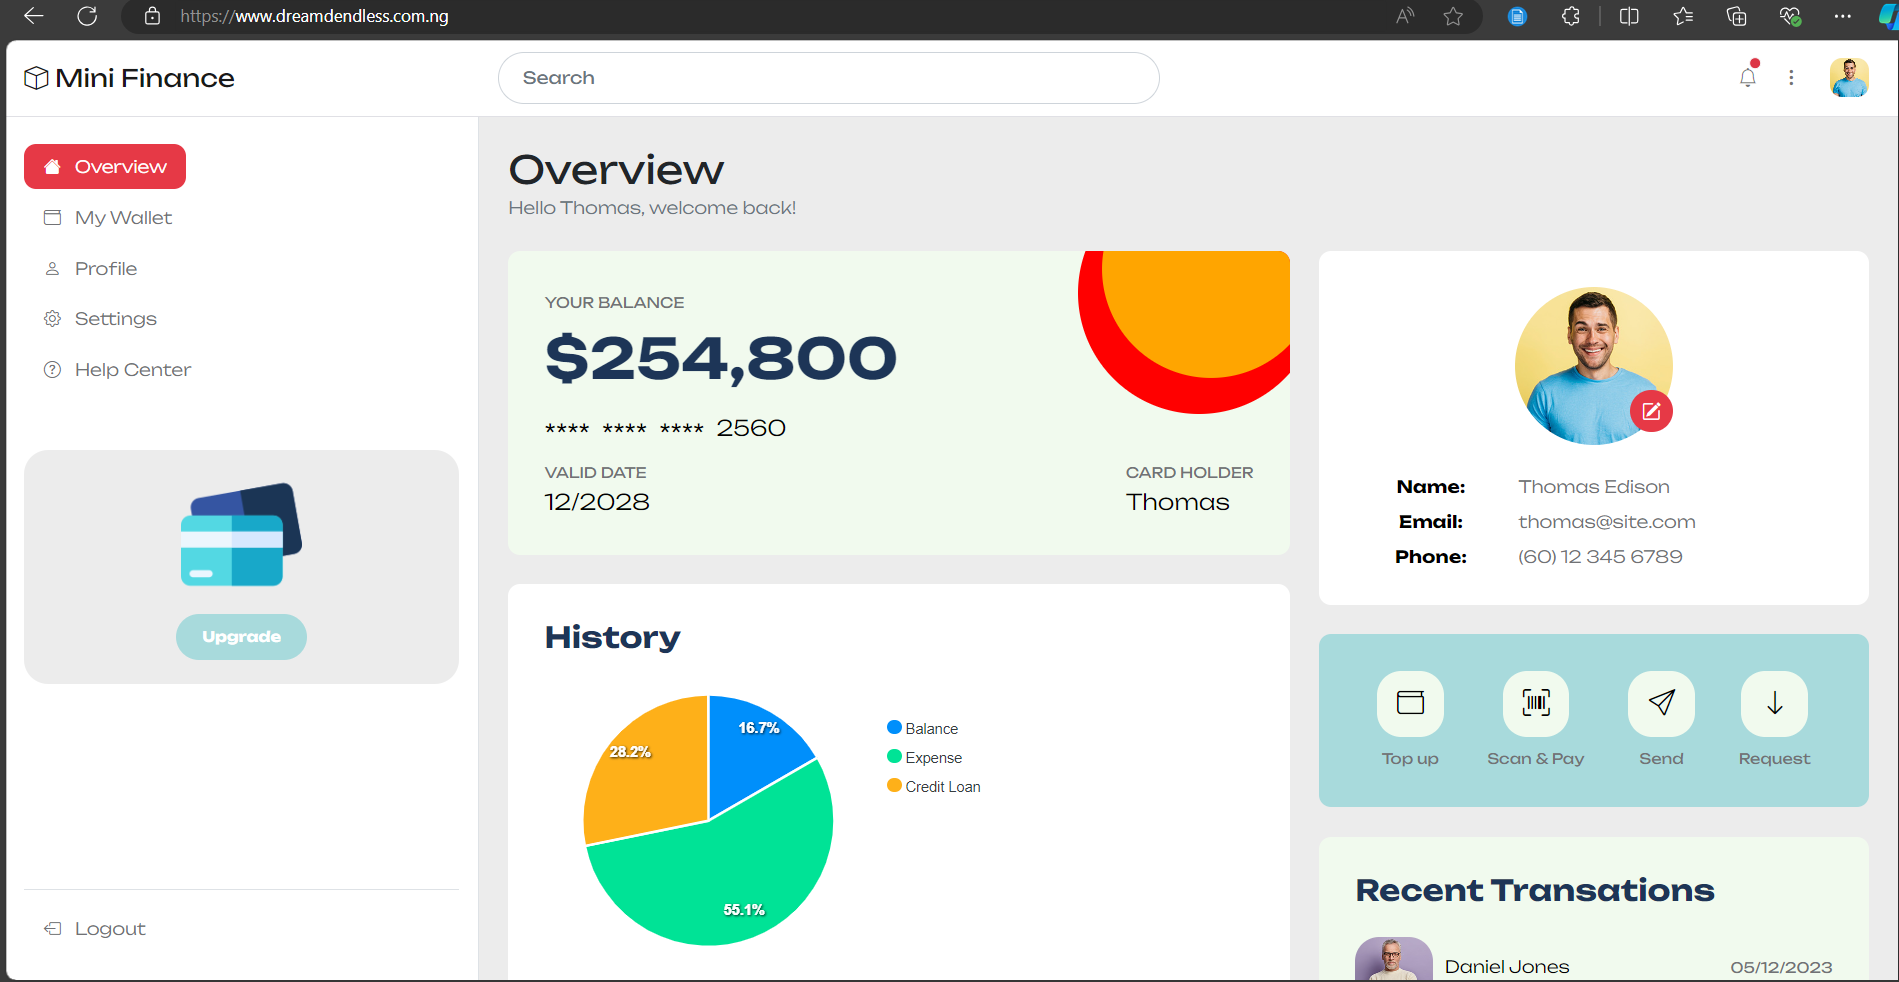 https://www.dreamdendless.com.ng
Mini Finance
Search
Overview
My Wallet
Profile
Settings
Help Center
Upgrade
Logout
Overview
Hello Thomas, welcome back!
YOUR BALANCE
$254,800
**** **** **** 2560
VALID DATE
12/2028
CARD HOLDER
Thomas
History
16.7%
28.2%
55.1%
Balance
Expense
Credit Loan
Name: Thomas Edison
Email: thomas@site.com
Phone: (60) 12 345 6789
Top up
Scan & Pay
Send
Request
Recent Transations
Daniel Jones
05/12/2023